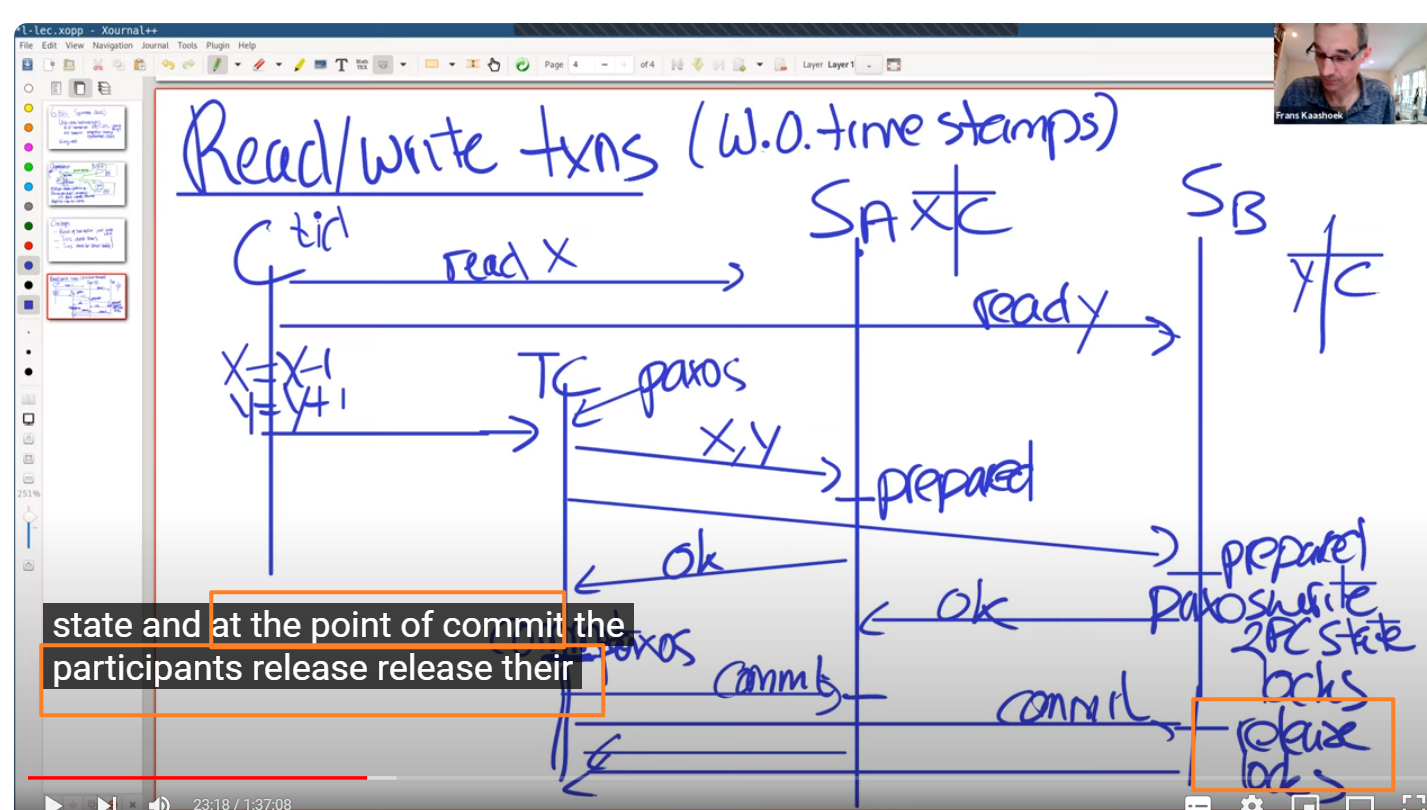 *l-lec.xopp - Xournal++
File Edit View Navigation Journal Tools Plugin Help
Page 4 of 4 Layer Layer 1
Frans Kaashoek
Read/write txns (W.O. time stamps)
C tid
SA X C
SB
Y C
read X
read y
X=X-1
y=y+1
TC paxos
X,y
prepared
prepared
ok
ok
paxos write
2PC state
locks
251%
state and at the point of commit the
participants release release their
paxos
commit
commit
release
locks
23:18 / 1:37:08